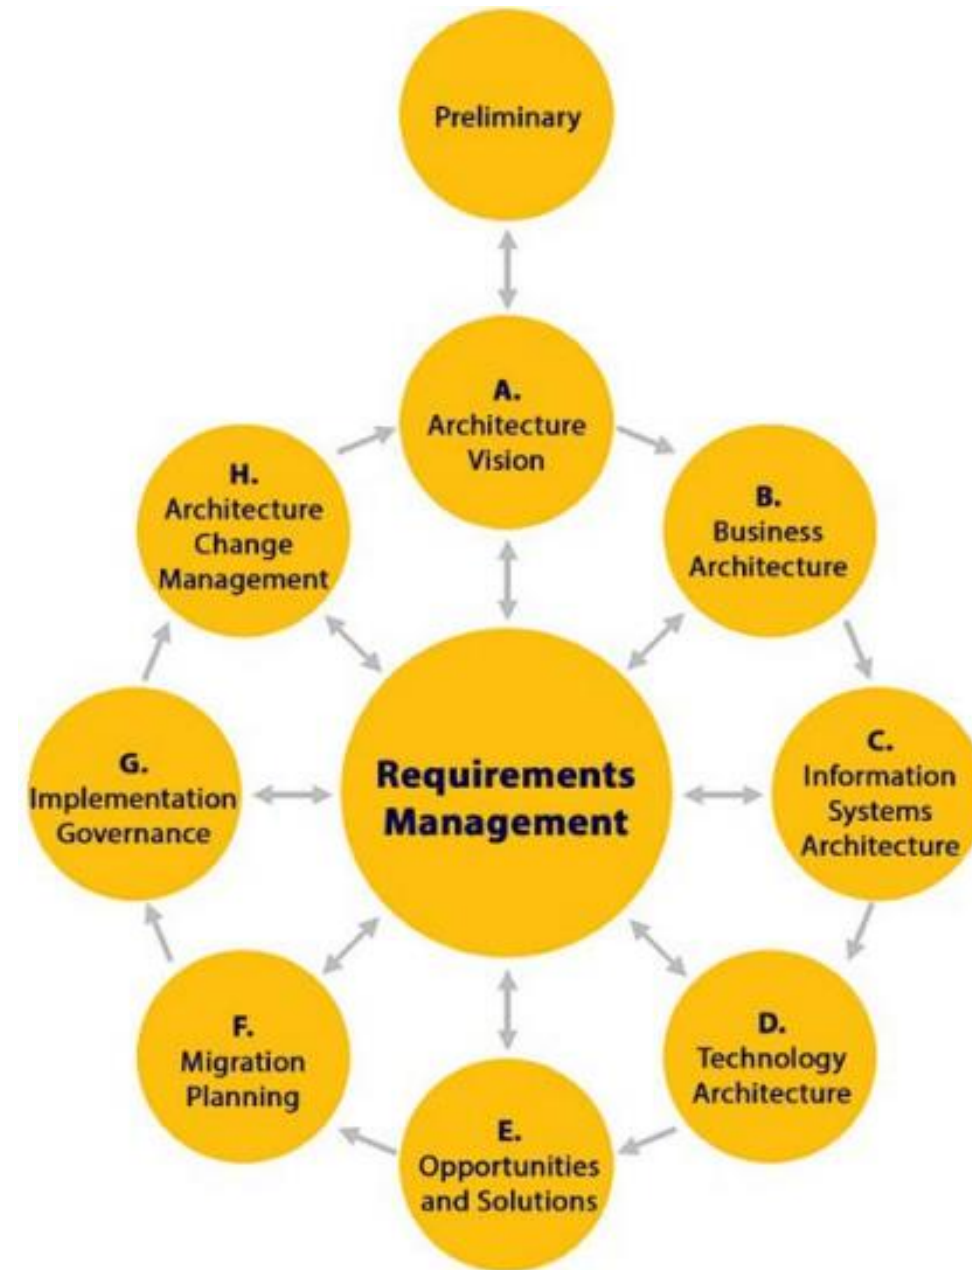 Preliminary
A.
Architecture
Vision
B.
Business
Architecture
C.
Information
Systems
Architecture
D.
Technology
Architecture
E.
Opportunities
and Solutions
F.
Migration
Planning
G.
Implementation
Governance
H.
Architecture
Change
Management
Requirements
Management